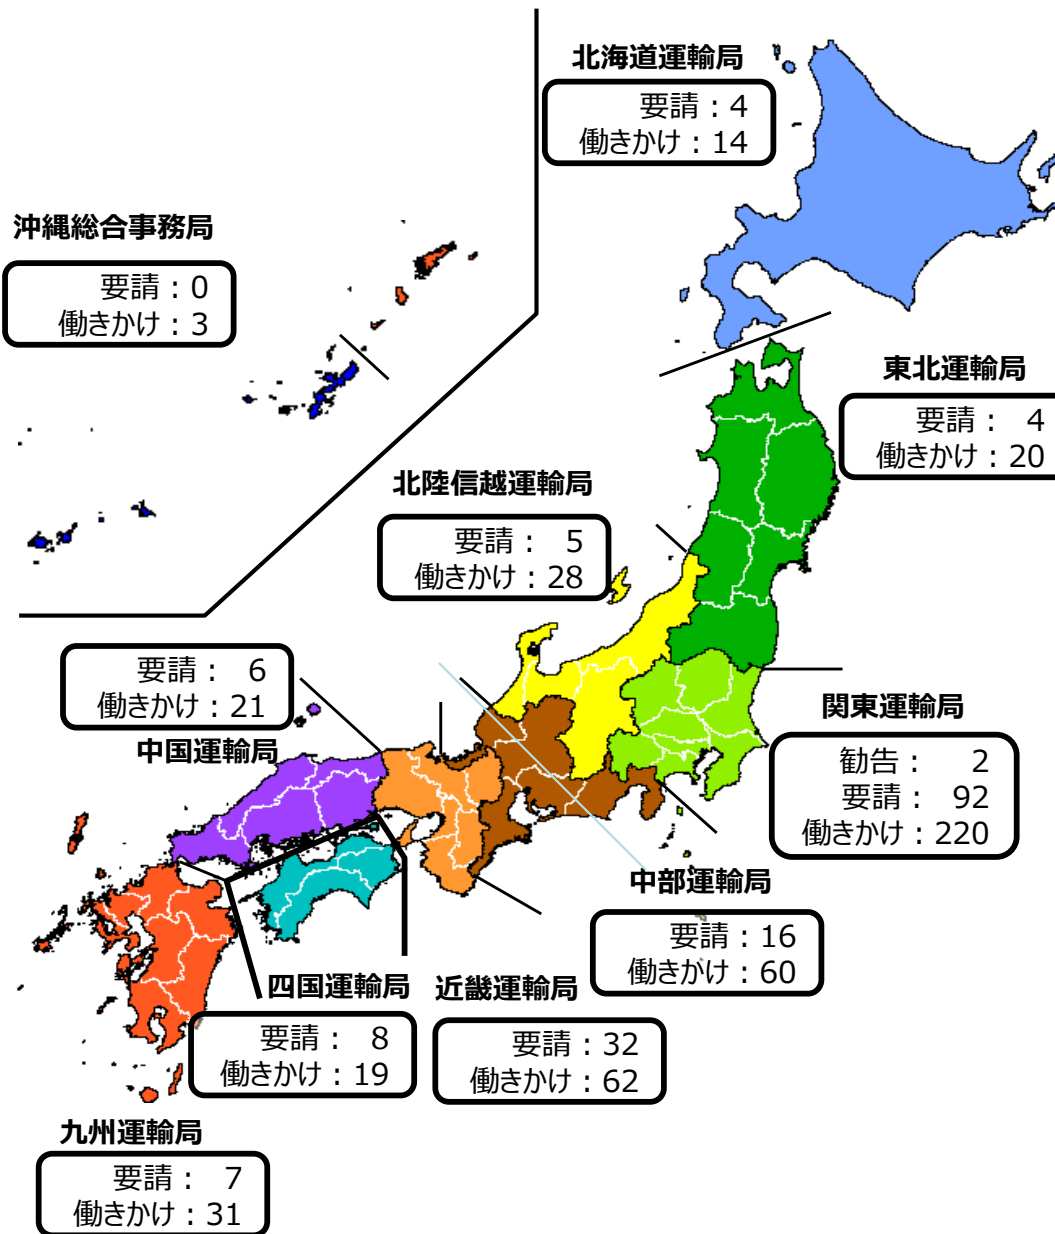 北海道運輸局
要請：4
働きかけ：14
沖縄総合事務局
要請：0
働きかけ：3
東北運輸局
要請： 4
働きかけ：20
北陸信越運輸局
要請： 5
働きかけ：28
要請： 6
働きかけ：21
中国運輸局
関東運輸局
勧告： 2
要請： 92
働きかけ：220
中部運輸局
要請：16
働きがけ：60
四国運輸局
要請： 8
働きかけ：19
近畿運輸局
要請：32
働きかけ：62
九州運輸局
要請： 7
働きかけ：31